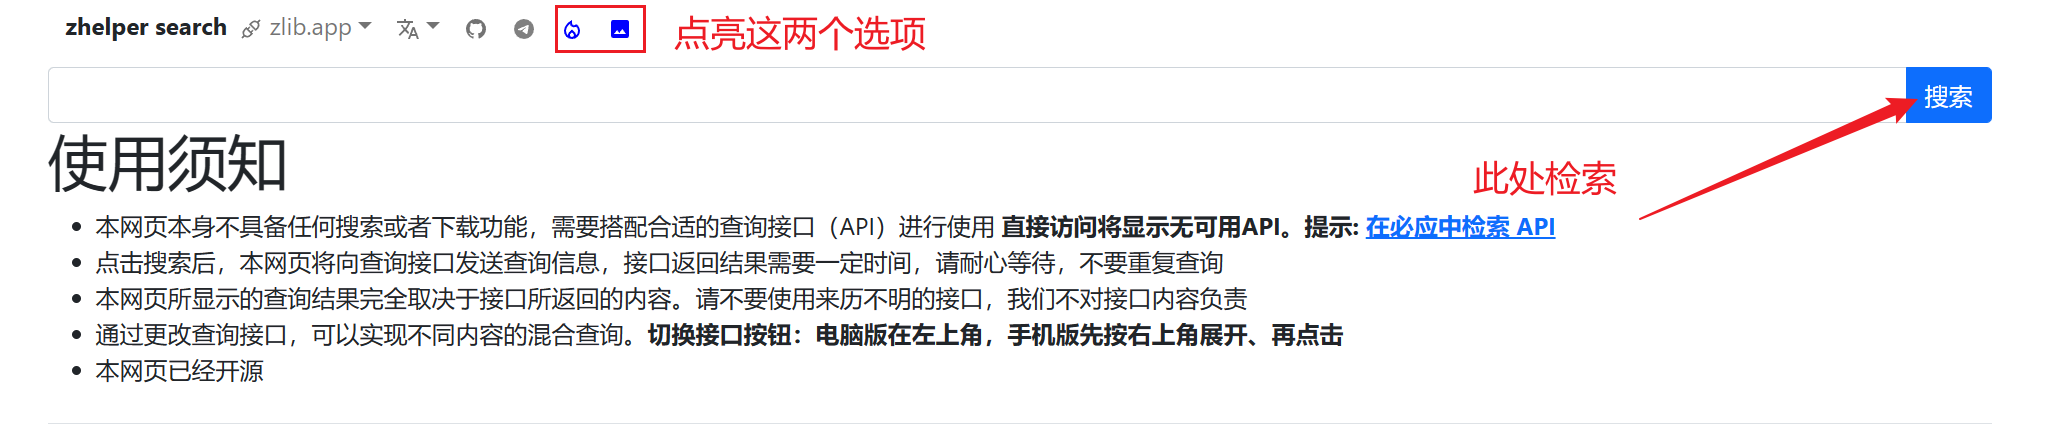 zhelper search zlib.app 点亮这两个选项
搜索
使用须知
此处检索
本网页本身不具备任何搜索或者下载功能，需要搭配合适的查询接口（API）进行使用 直接访问将显示无可用API。提示: 在必应中检索 API
点击搜索后，本网页将向查询接口发送查询信息，接口返回结果需要一定时间，请耐心等待，不要重复查询
本网页所显示的查询结果完全取决于接口所返回的内容。请不要使用来历不明的接口，我们不对接口内容负责
通过更改查询接口，可以实现不同内容的混合查询。切换接口按钮：电脑版在左上角，手机版先按右上角展开、再点击
本网页已经开源